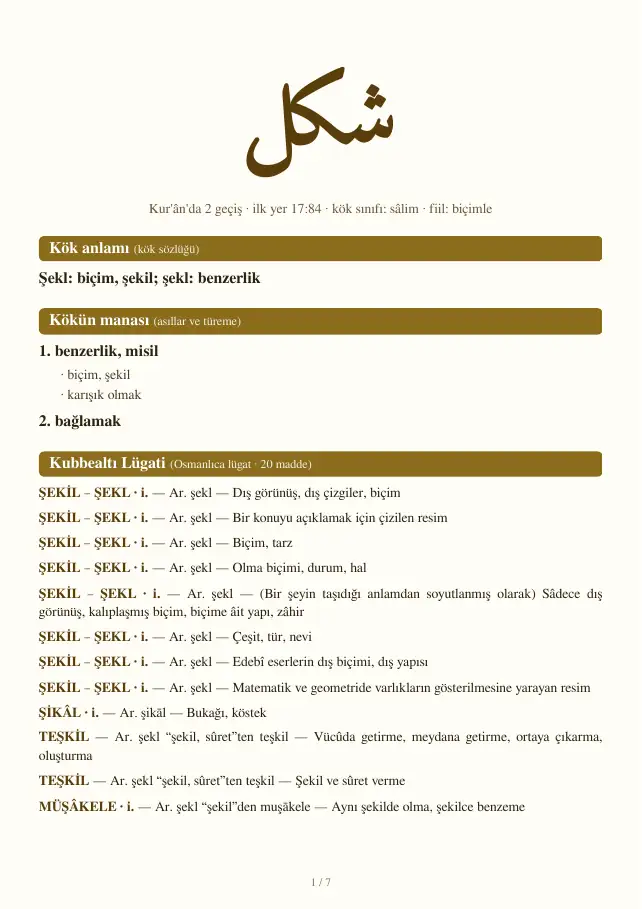 شكل
Kur'ân'da 2 geçiş · ilk yer 17:84 · kök sınıfı: sâlim · fiil: biçimle
Kök anlamı (kök sözlüğü)
Şekl: biçim, şekil; şekl: benzerlik
Kökün manası (asıllar ve türeme)
1. benzerlik, misil
· biçim, şekil
· karışık olmak
2. bağlamak
Kubbealtı Lügati (Osmanlıca lügat · 20 madde)
ŞEKİL – ŞEKL · i. — Ar. şekl — Dış görünüş, dış çizgiler, biçim
ŞEKİL – ŞEKL · i. — Ar. şekl — Bir konuyu açıklamak için çizilen resim
ŞEKİL – ŞEKL · i. — Ar. şekl — Biçim, tarz
ŞEKİL – ŞEKL · i. — Ar. şekl — Olma biçimi, durum, hal
ŞEKİL – ŞEKL · i. — Ar. şekl — (Bir şeyin taşıdığı anlamdan soyutlanmış olarak) Sâdece dış
görünüş, kalıplaşmış biçim, biçime âit yapı, zâhir
ŞEKİL – ŞEKL · i. — Ar. şekl — Çeşit, tür, nevi
ŞEKİL – ŞEKL · i. — Ar. şekl — Edebî eserlerin dış biçimi, dış yapısı
ŞEKİL – ŞEKL · i. — Ar. şekl — Matematik ve geometride varlıkların gösterilmesine yarayan resim
ŞİKÂL · i. — Ar. şikāl — Bukağı, köstek
TEŞKİL — Ar. şekl “şekil, sûret”ten teşkil — Vücûda getirme, meydana getirme, ortaya çıkarma,
oluşturma
TEŞKİL — Ar. şekl “şekil, sûret”ten teşkil — Şekil ve sûret verme
MÜŞÂKELE · i. — Ar. şekl “şekil”den muşākele — Aynı şekilde olma, şekilce benzeme
1 / 7